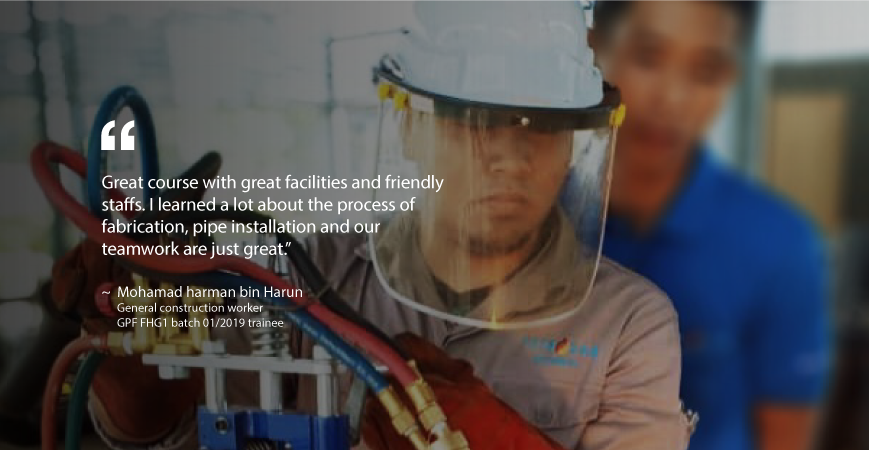 “
Great course with great facilities and friendly
staffs. I learned a lot about the process of
fabrication, pipe installation and our
teamwork are just great.”
~ Mohamad harman bin Harun
General construction worker
GPF FHG1 batch 01/2019 trainee